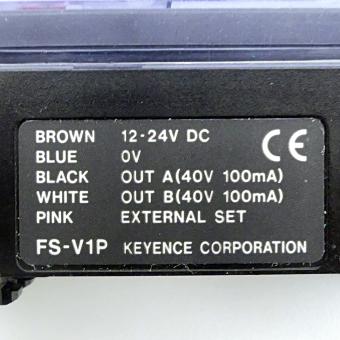 BROWN 12-24V DC
BLUE 0V
BLACK OUT A(40V 100mA)
WHITE OUT B(40V 100mA)
PINK EXTERNAL SET
FS-V1P KEYENCE CORPORATION
CE